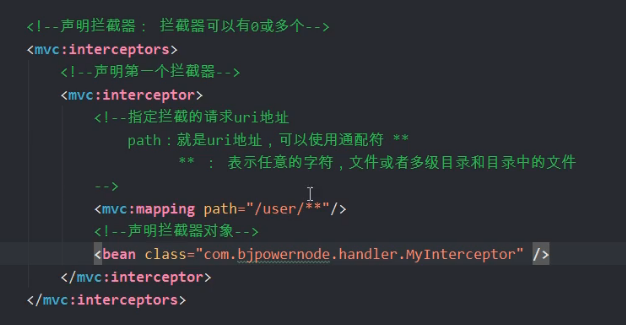 <!--声明拦截器： 拦截器可以有0或多个-->
<mvc:interceptors>
<!--声明第一个拦截器-->
<mvc:interceptor>
<!--指定拦截的请求uri地址
path：就是uri地址，可以使用通配符 **
** ： 表示任意的字符，文件或者多级目录和目录中的文件
-->
<mvc:mapping path="/user/**"/>
<!--声明拦截器对象-->
<bean class="com.bjpowernode.handler.MyInterceptor" />
</mvc:interceptor>
</mvc:interceptors>